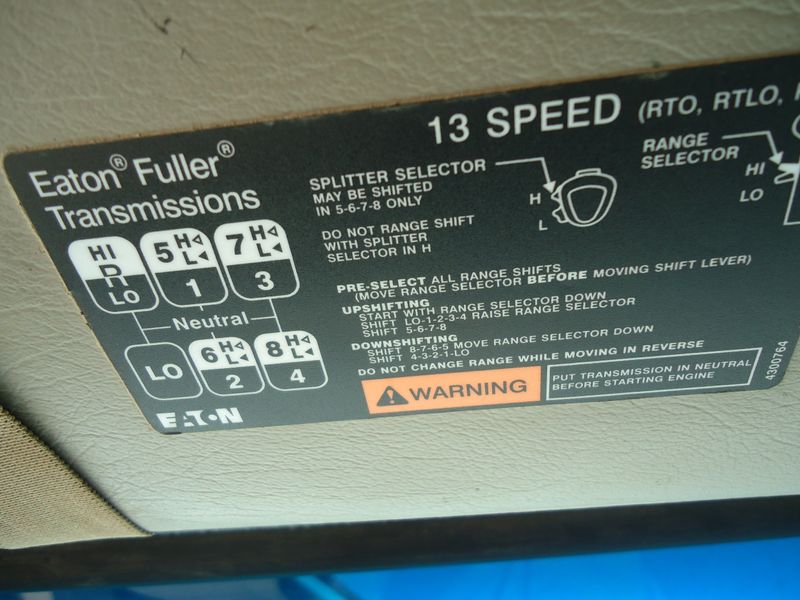 Eaton® Fuller®
Transmissions
HI
R
LO
5 H L
1
7 H L
3
Neutral
LO
6 H L
2
8 H L
4
EATON
13 SPEED (RTO, RTLO,
SPLITTER SELECTOR
MAY BE SHIFTED
IN 5-6-7-8 ONLY
H
L
DO NOT RANGE SHIFT
WITH SPLITTER
SELECTOR IN H
RANGE
SELECTOR
HI
LO
PRE-SELECT ALL RANGE SHIFTS
(MOVE RANGE SELECTOR BEFORE MOVING SHIFT LEVER)
UPSHIFTING
START WITH RANGE SELECTOR DOWN
SHIFT LO-1-2-3-4 RAISE RANGE SELECTOR
SHIFT 5-6-7-8
DOWNSHIFTING
SHIFT 8-7-6-5 MOVE RANGE SELECTOR DOWN
SHIFT 4-3-2-1-LO
DO NOT CHANGE RANGE WHILE MOVING IN REVERSE
WARNING
PUT TRANSMISSION IN NEUTRAL
BEFORE STARTING ENGINE
4300764